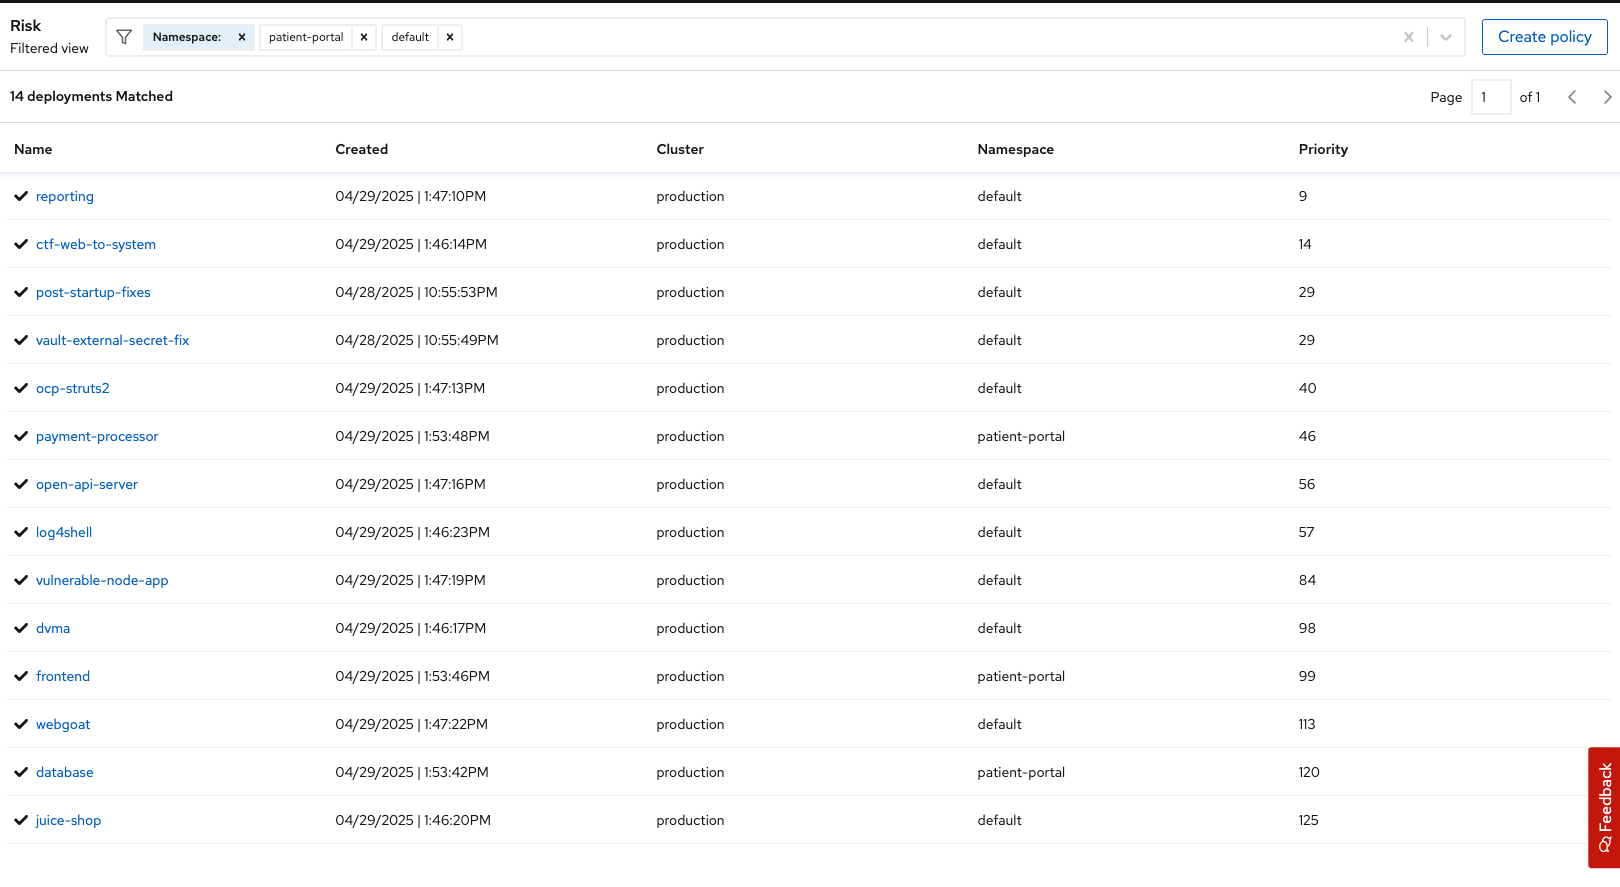 Risk
Filtered view
Namespace: patient-portal default
Create policy
14 deployments Matched
Page 1 of 1
Name Created Cluster Namespace Priority
reporting 04/29/2025 | 1:47:10PM production default 9
ctf-web-to-system 04/29/2025 | 1:46:14PM production default 14
post-startup-fixes 04/28/2025 | 10:55:53PM production default 29
vault-external-secret-fix 04/28/2025 | 10:55:49PM production default 29
ocp-struts2 04/29/2025 | 1:47:13PM production default 40
payment-processor 04/29/2025 | 1:53:48PM production patient-portal 46
open-api-server 04/29/2025 | 1:47:16PM production default 56
log4shell 04/29/2025 | 1:46:23PM production default 57
vulnerable-node-app 04/29/2025 | 1:47:19PM production default 84
dvma 04/29/2025 | 1:46:17PM production default 98
frontend 04/29/2025 | 1:53:46PM production patient-portal 99
webgoat 04/29/2025 | 1:47:22PM production default 113
database 04/29/2025 | 1:53:42PM production patient-portal 120
juice-shop 04/29/2025 | 1:46:20PM production default 125
Feedback